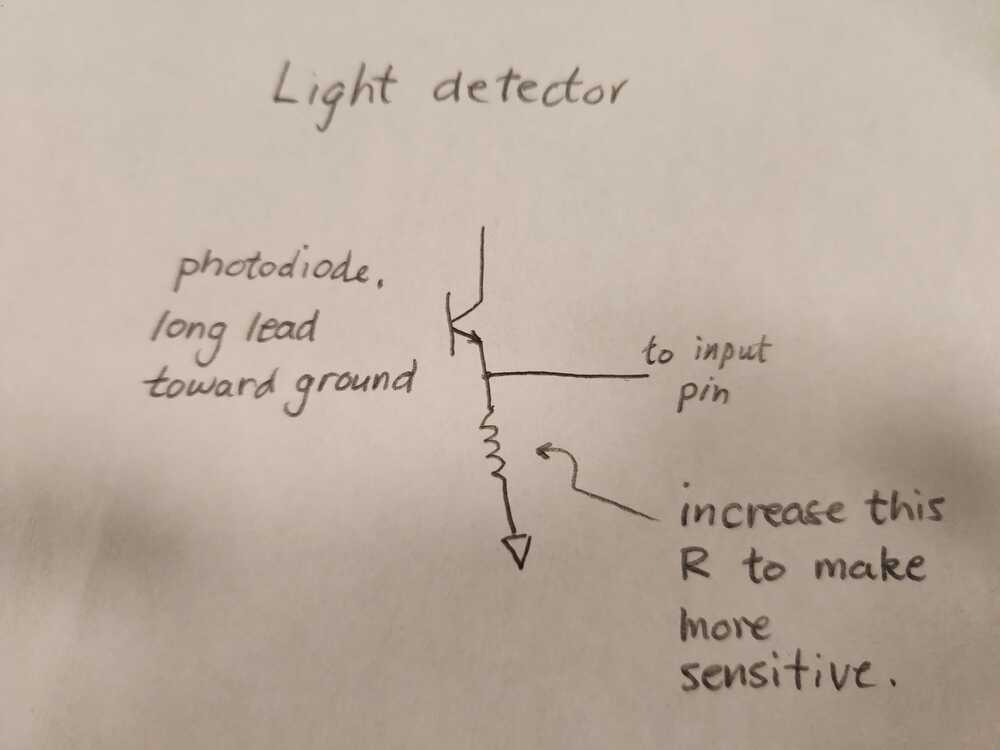 Light detector
photodiode.
long lead
toward ground
to input
pin
increase this
R to make
more
sensitive.